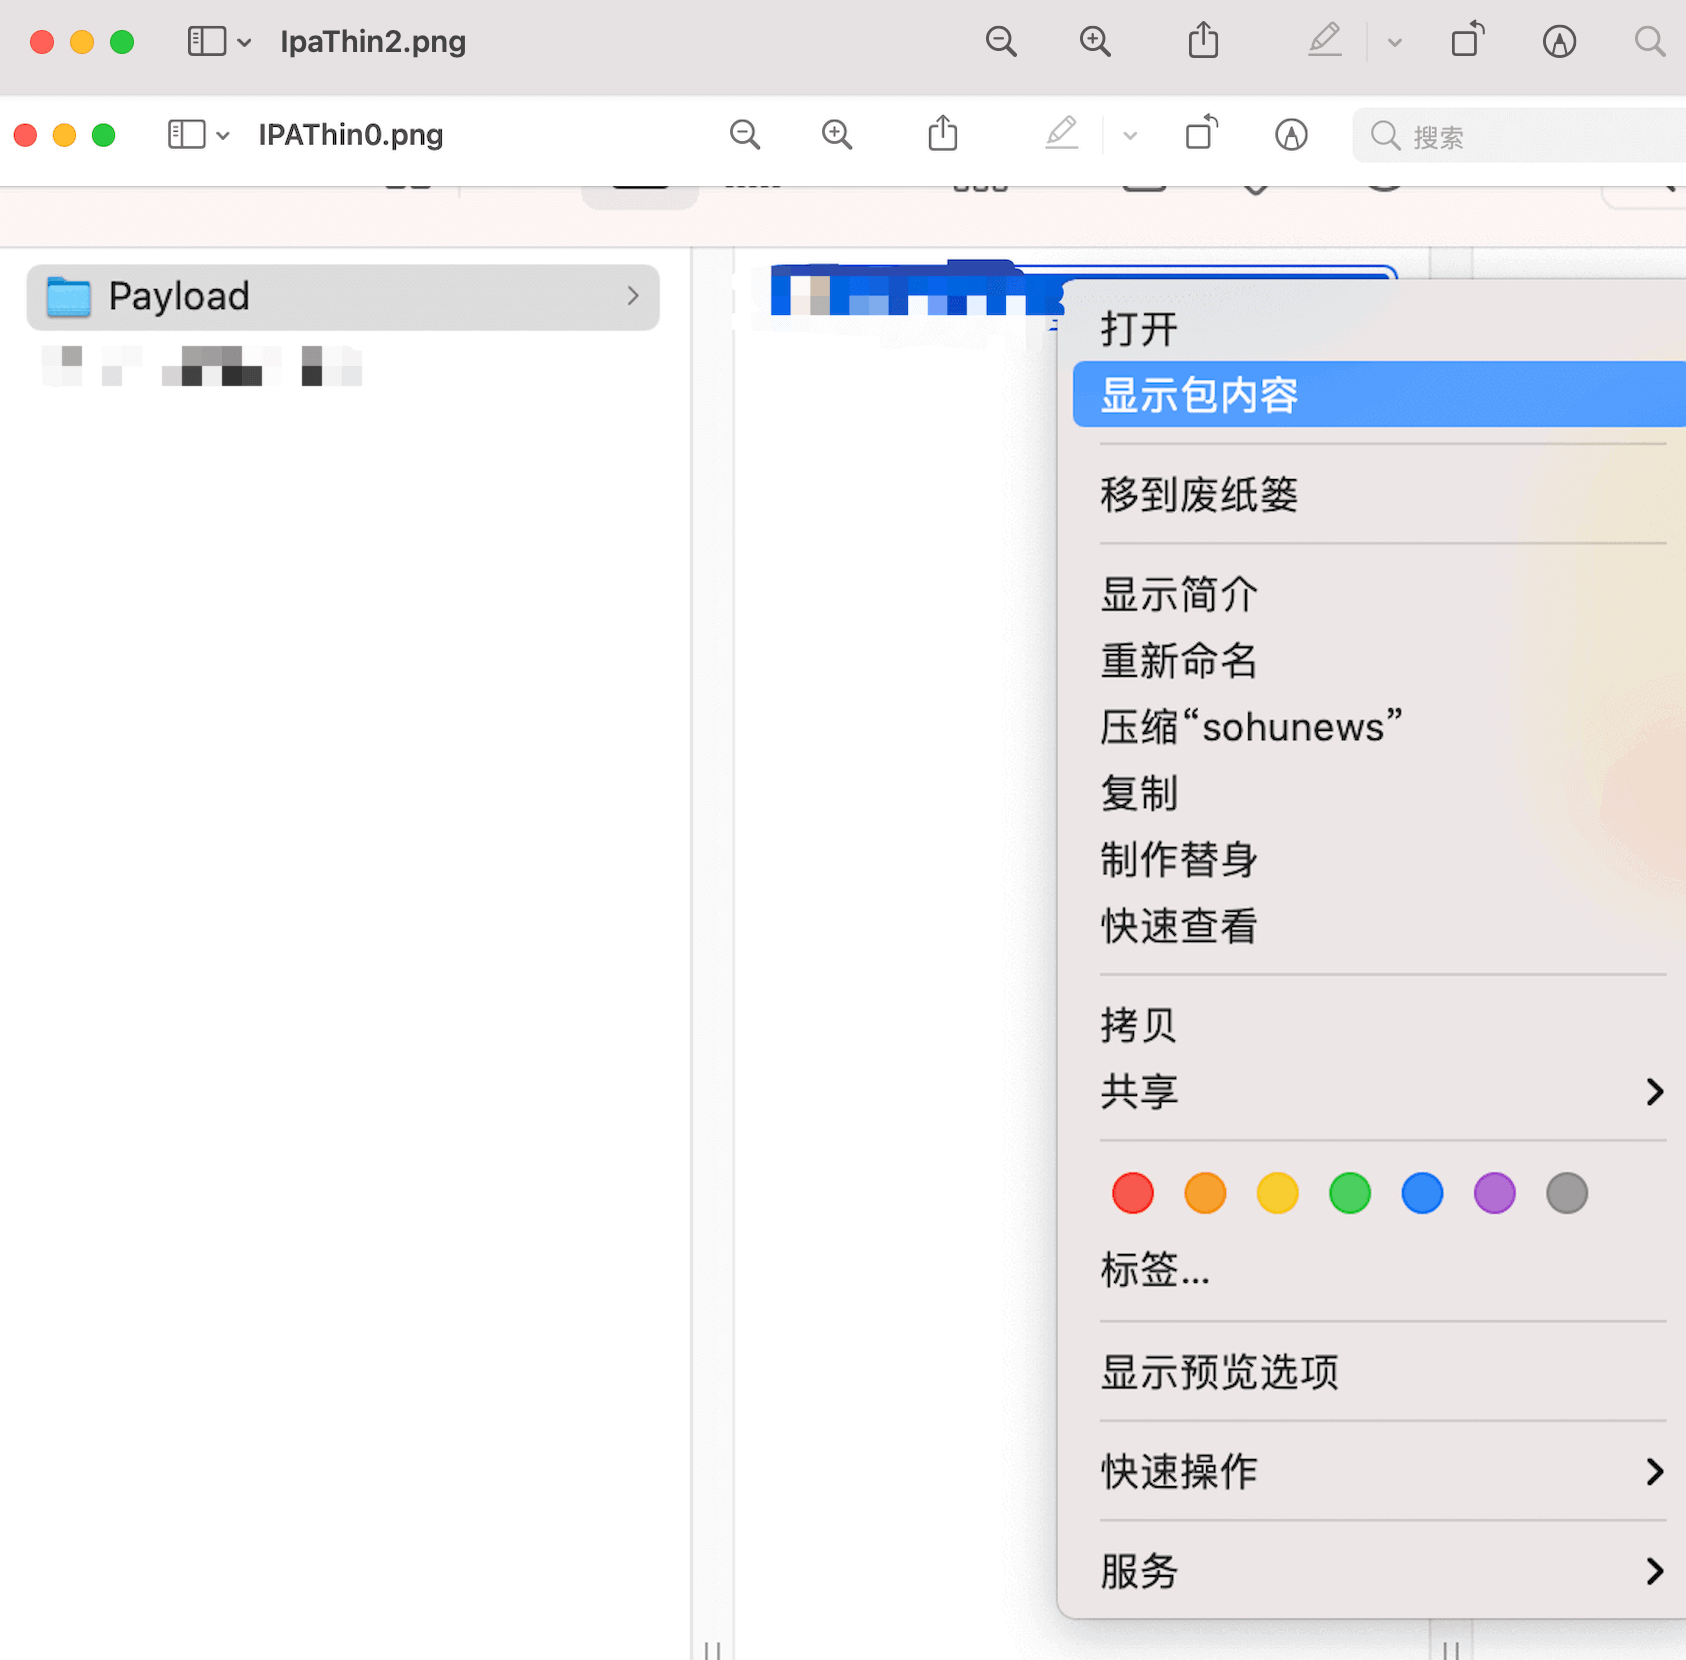 IpaThin2.png
IPAThin0.png
搜索
Payload
打开
显示包内容
移到废纸篓
显示简介
重新命名
压缩“sohunews”
复制
制作替身
快速查看
拷贝
共享
标签...
显示预览选项
快速操作
服务